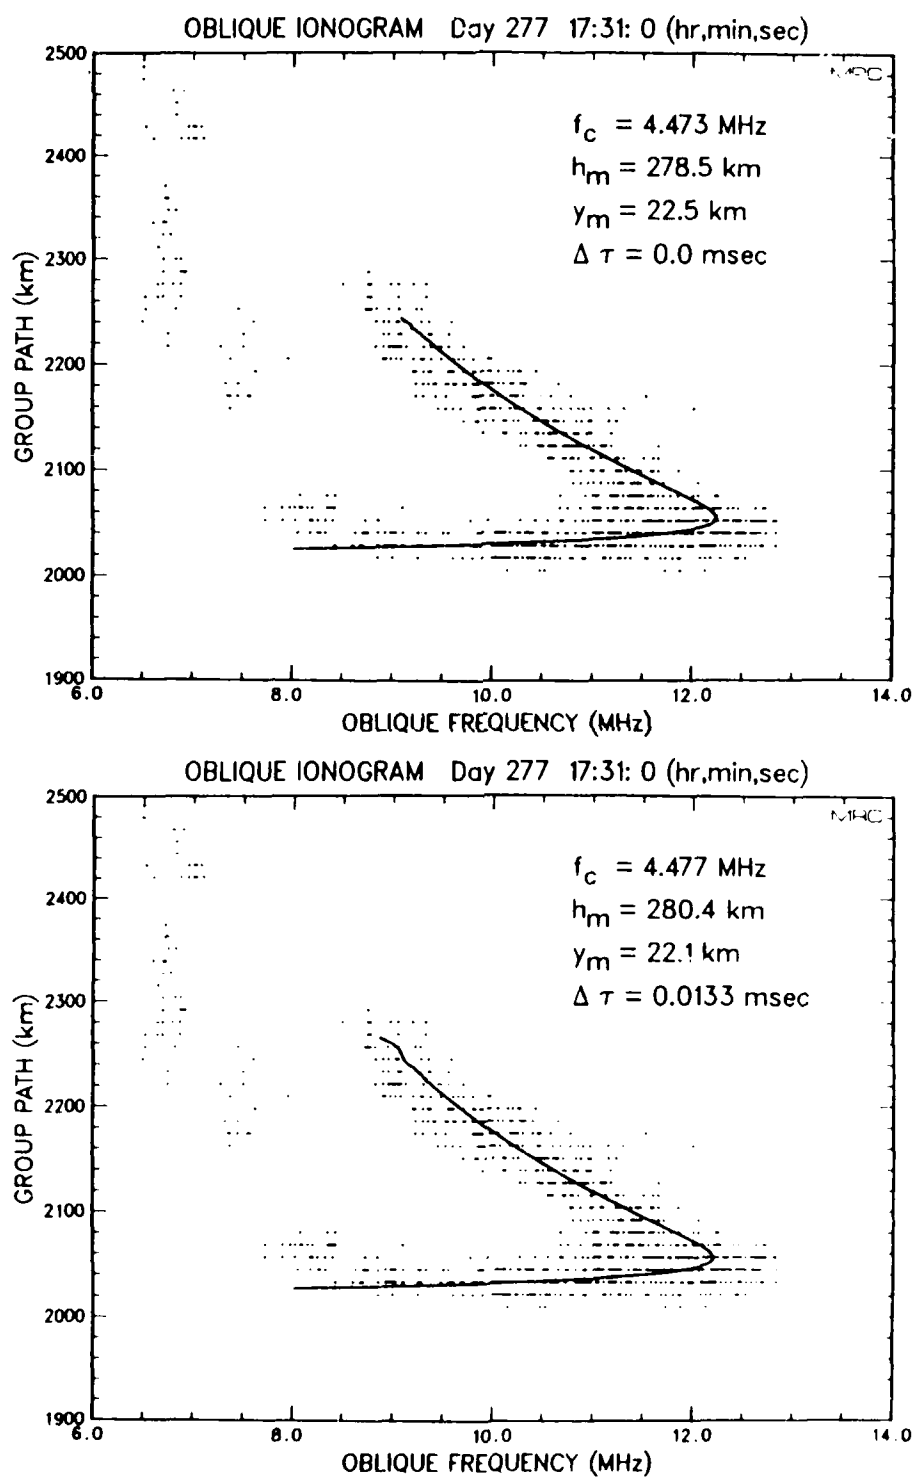 OBLIQUE IONOGRAM Day 277 17:31: 0 (hr,min,sec)
2500
f_c = 4.473 MHz
2400
h_m = 278.5 km
y_m = 22.5 km
Δ τ = 0.0 msec
2300
GROUP PATH (km)
2200
2100
2000
1900
6.0 8.0 10.0 12.0 14.0
OBLIQUE FREQUENCY (MHz)
OBLIQUE IONOGRAM Day 277 17:31: 0 (hr,min,sec)
2500
MRC
f_c = 4.477 MHz
2400
h_m = 280.4 km
y_m = 22.1 km
Δ τ = 0.0133 msec
2300
GROUP PATH (km)
2200
2100
2000
1900
6.0 8.0 10.0 12.0 14.0
OBLIQUE FREQUENCY (MHz)